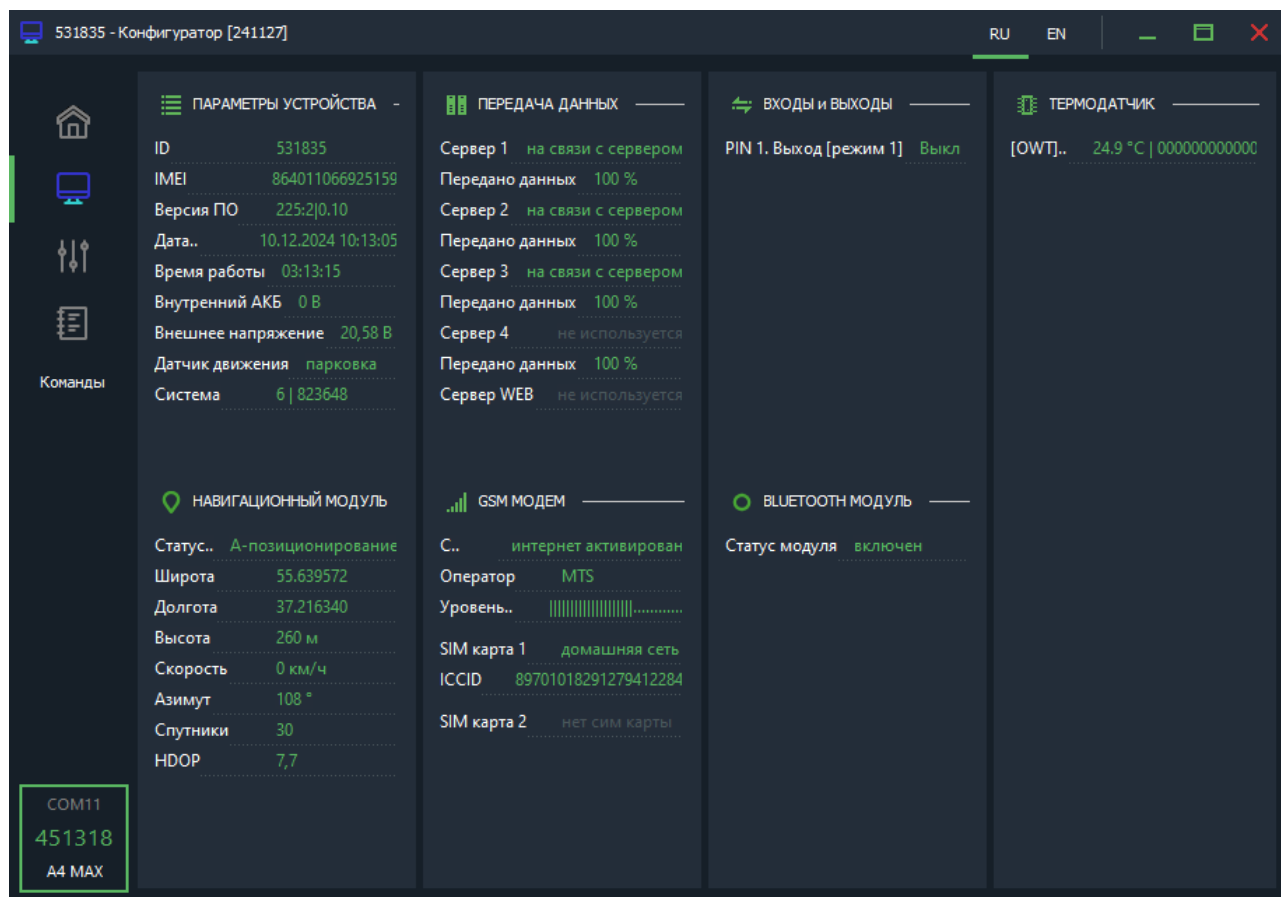 531835 - Конфигуратор [241127]
RU EN
Команды
COM11
451318
A4 MAX
ПАРАМЕТРЫ УСТРОЙСТВА
ID 531835
IMEI 864011066925159
Версия ПО 225:2|0.10
Дата.. 10.12.2024 10:13:05
Время работы 03:13:15
Внутренний АКБ 0 В
Внешнее напряжение 20,58 В
Датчик движения парковка
Система 6 | 823648
ПЕРЕДАЧА ДАННЫХ
Сервер 1 на связи с сервером
Передано данных 100 %
Сервер 2 на связи с сервером
Передано данных 100 %
Сервер 3 на связи с сервером
Передано данных 100 %
Сервер 4 не используется
Передано данных 100 %
Сервер WEB не используется
ВХОДЫ и ВЫХОДЫ
PIN 1. Выход [режим 1] Выкл
ТЕРМОДАТЧИК
[OWT].. 24.9 °C | 000000000000
НАВИГАЦИОННЫЙ МОДУЛЬ
Статус.. А-позиционирование
Широта 55.639572
Долгота 37.216340
Высота 260 м
Скорость 0 км/ч
Азимут 108 °
Спутники 30
HDOP 7,7
GSM МОДЕМ
С.. интернет активирован
Оператор MTS
Уровень.. ||||||||||||||||||||............
SIM карта 1 домашняя сеть
ICCID 89701018291279412284
SIM карта 2 нет сим карты
BLUETOOTH МОДУЛЬ
Статус модуля включен